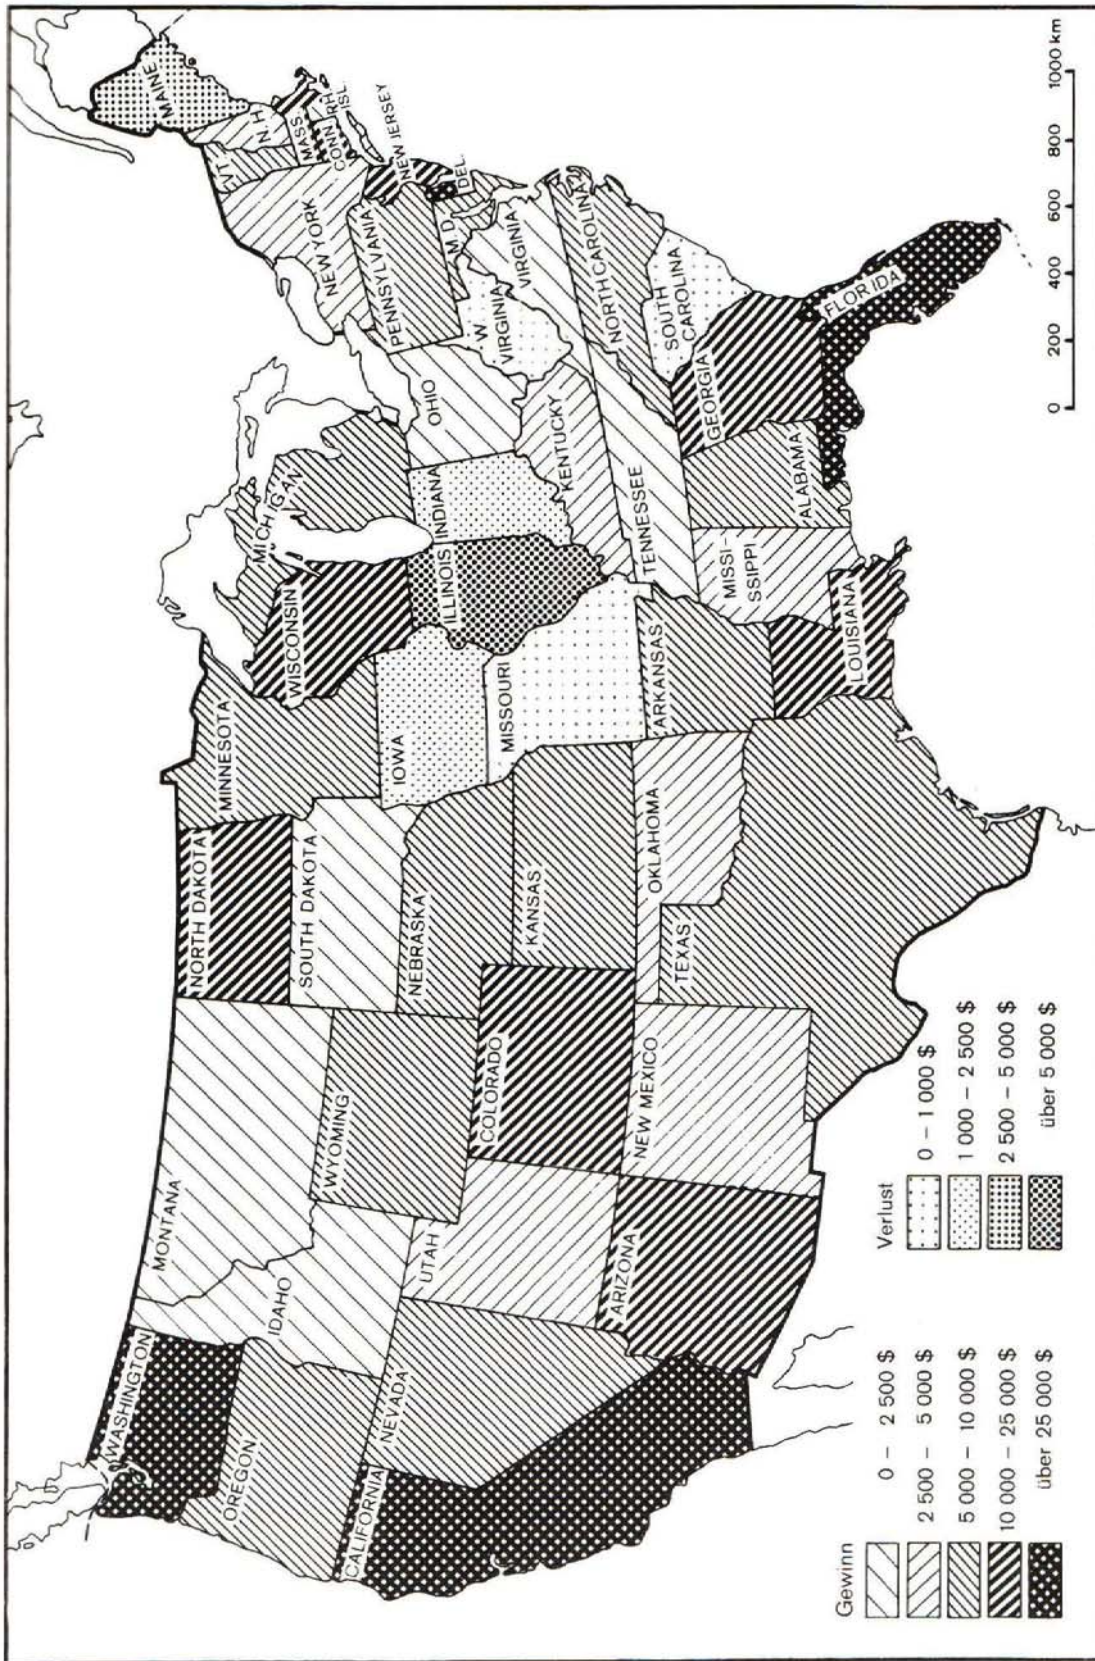 WASHINGTON
OREGON
CALIFORNIA
NEVADA
IDAHO
MONTANA
WYOMING
UTAH
ARIZONA
COLORADO
NEW MEXICO
NORTH DAKOTA
SOUTH DAKOTA
NEBRASKA
KANSAS
OKLAHOMA
TEXAS
MINNESOTA
IOWA
MISSOURI
ARKANSAS
LOUISIANA
WISCONSIN
ILLINOIS
MICHIGAN
INDIANA
OHIO
KENTUCKY
TENNESSEE
MISSI-
SSIPPI
ALABAMA
GEORGIA
FLORIDA
SOUTH
CAROLINA
NORTH CAROLINA
VIRGINIA
W.
VIRGINIA
M.D.
DEL.
PENNSYLVANIA
NEW JERSEY
NEW YORK
CONN
RH.
ISL.
MASS
VT.
N.H.
MAINE
Gewinn
0 – 2 500 $
2 500 – 5 000 $
5 000 – 10 000 $
10 000 – 25 000 $
über 25 000 $
Verlust
0 – 1 000 $
1 000 – 2 500 $
2 500 – 5 000 $
über 5 000 $
0 200 400 600 800 1000 km